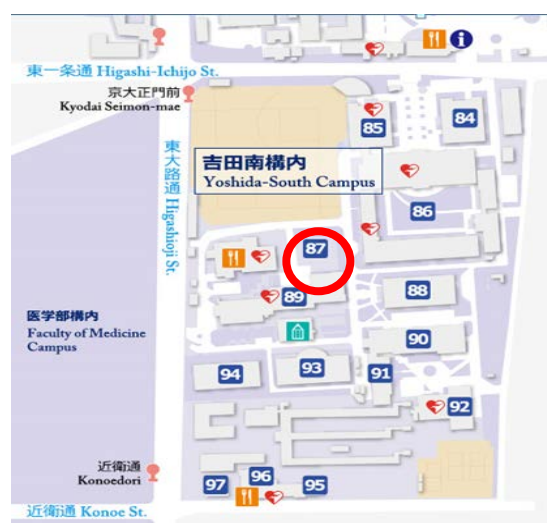 東一条通 Higashi-Ichijo St.
京大正門前
Kyodai Seimon-mae
85
84
東大路通 Higashioji St.
吉田南構内
Yoshida-South Campus
86
87
89
88
医学部構内
Faculty of Medicine
Campus
90
94
93
91
92
近衛通
Konoedori
97
96
95
近衛通 Konoe St.